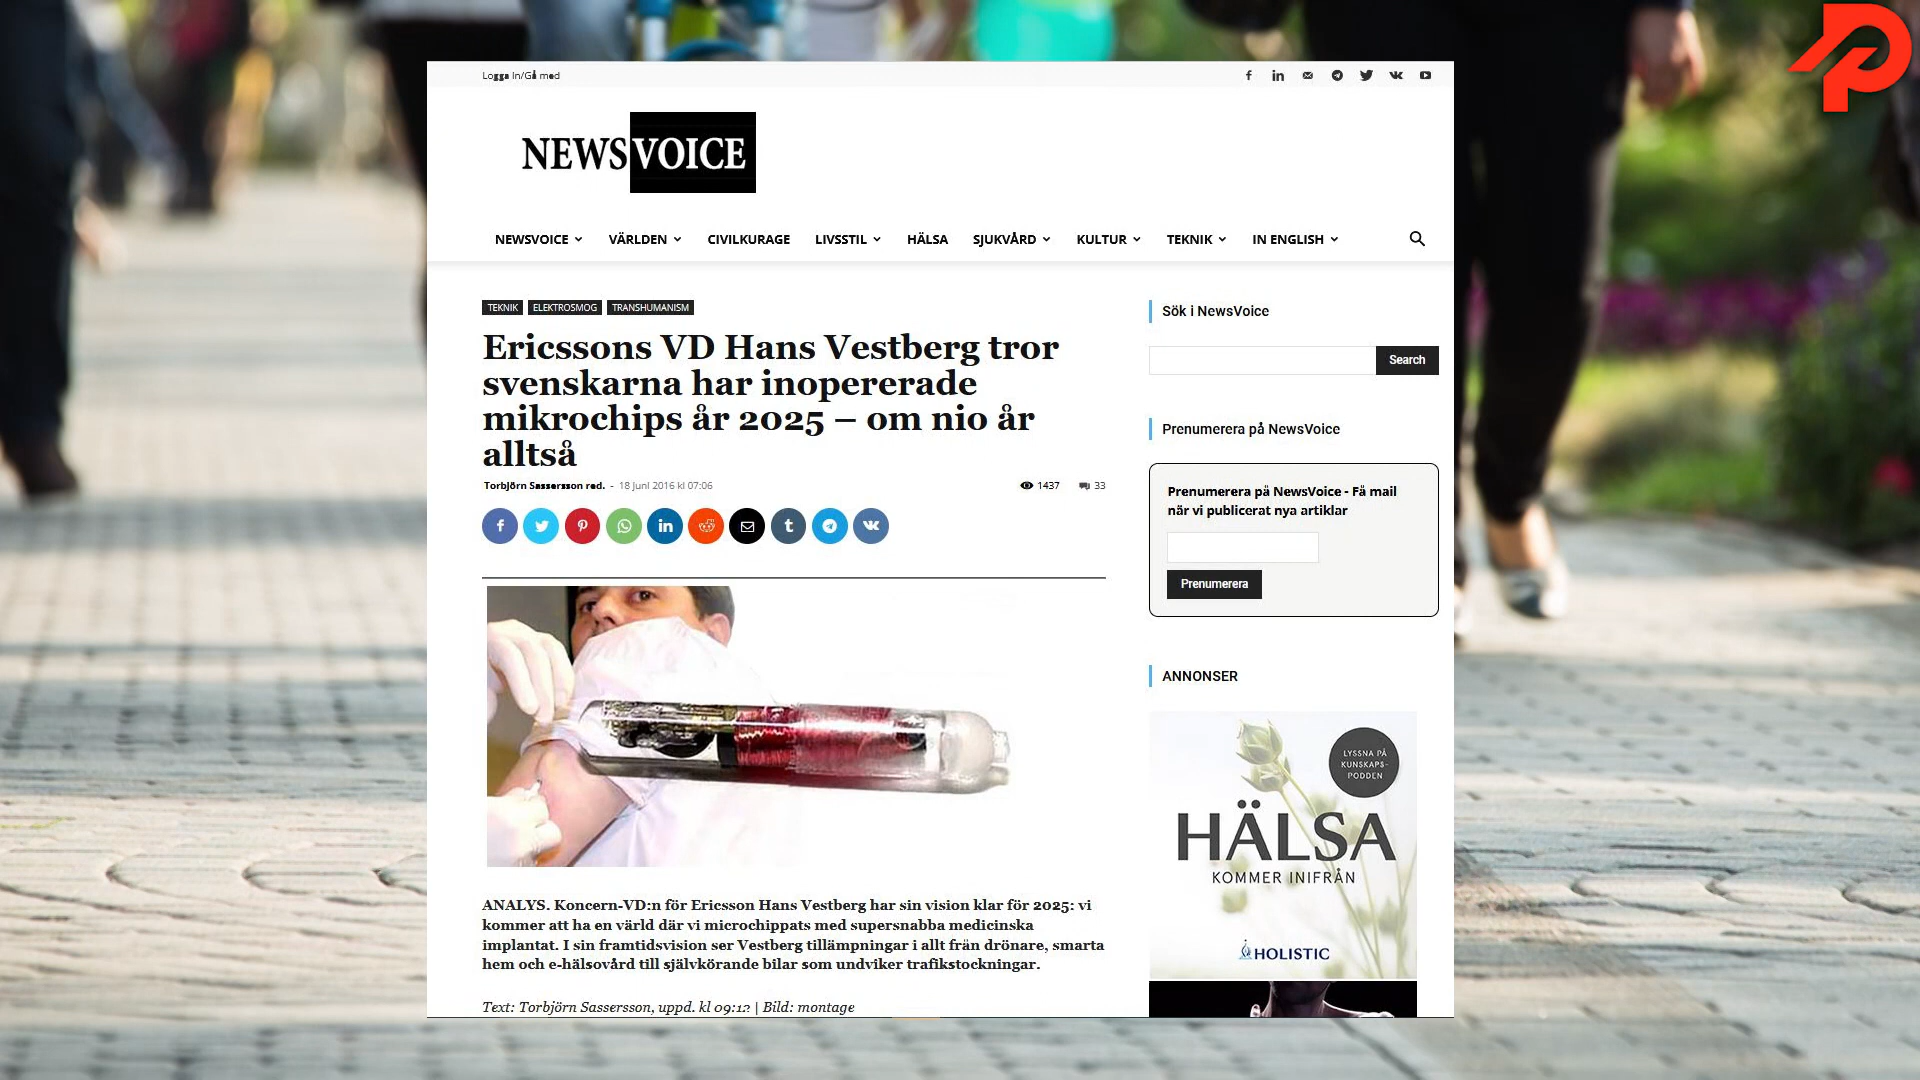 Logga In/Gå med
NEWSVOICE
NEWSVOICE
VÄRLDEN
CIVILKURAGE
LIVSSTIL
HÄLSA
SJUKVÅRD
KULTUR
TEKNIK
IN ENGLISH
TEKNIK
ELEKTROSMOG
TRANSHUMANISM
Ericssons VD Hans Vestberg tror
svenskarna har inopererade
mikrochips år 2025 – om nio år
alltså
Torbjörn Sassersson red. - 18 juni 2016 kl 07:06
1437
33
ANALYS. Koncern-VD:n för Ericsson Hans Vestberg har sin vision klar för 2025: vi
kommer att ha en värld där vi microchippats med supersnabba medicinska
implantat. I sin framtidsvision ser Vestberg tillämpningar i allt från drönare, smarta
hem och e-hälsovård till självkörande bilar som undviker trafikstockningar.
Text: Torbjörn Sassersson, uppd. kl 09:12 | Bild: montage
Sök i NewsVoice
Search
Prenumerera på NewsVoice
Prenumerera på NewsVoice - Få mail
när vi publicerat nya artiklar
Prenumerera
ANNONSER
LYSSNA PÅ
KUNSKAPS-
PODDEN
HÄLSA
KOMMER INIFRÅN
HOLISTIC